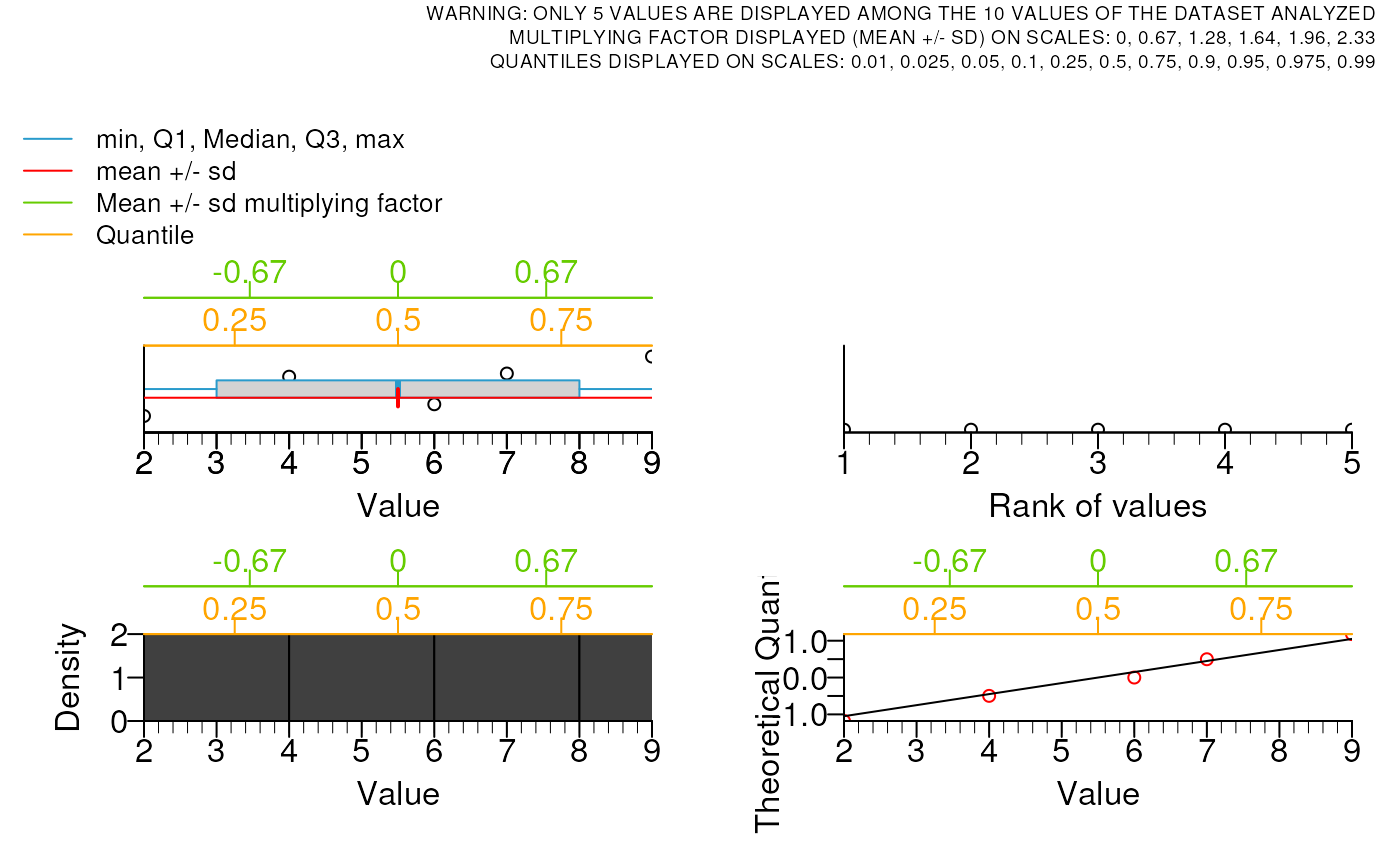 WARNING: ONLY 5 VALUES ARE DISPLAYED AMONG THE 10 VALUES OF THE DATASET ANALYZED
MULTIPLYING FACTOR DISPLAYED (MEAN +/- SD) ON SCALES: 0, 0.67, 1.28, 1.64, 1.96, 2.33
QUANTILES DISPLAYED ON SCALES: 0.01, 0.025, 0.05, 0.1, 0.25, 0.5, 0.75, 0.9, 0.95, 0.975, 0.99
min, Q1, Median, Q3, max
mean +/- sd
Mean +/- sd multiplying factor
Quantile
-0.67 0 0.67
0.25 0.5 0.75
2 3 4 5 6 7 8 9
Value
1 2 3 4 5
Rank of values
-0.67 0 0.67
0.25 0.5 0.75
Density
2
1
0
2 3 4 5 6 7 8 9
Value
-0.67 0 0.67
0.25 0.5 0.75
Theoretical Quan
1.0
0.0
1.0
2 3 4 5 6 7 8 9
Value